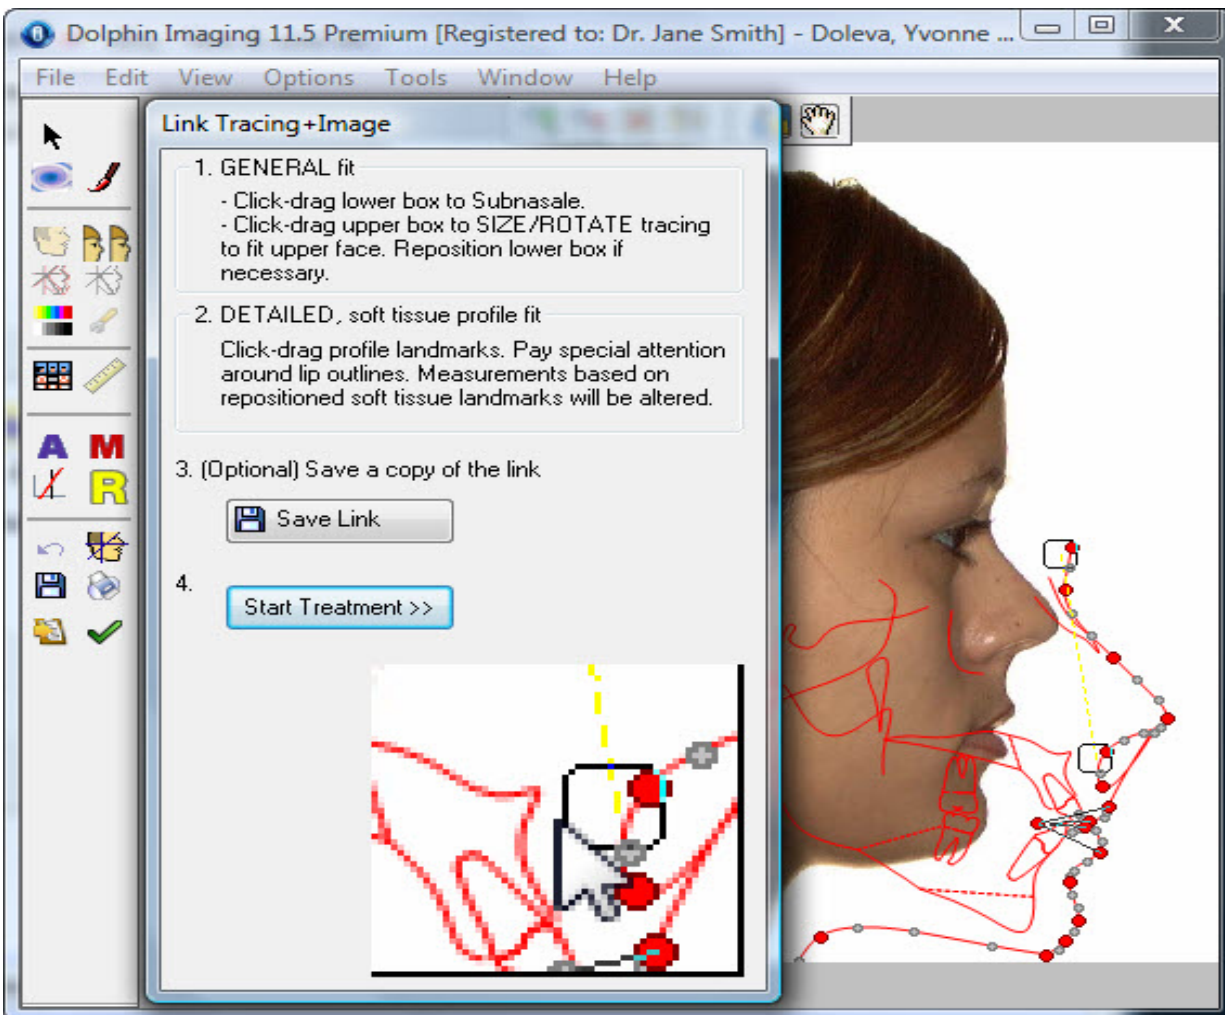 Dolphin Imaging 11.5 Premium [Registered to: Dr. Jane Smith] - Doleva, Yvonne ...
File Edit View Options Tools Window Help
Link Tracing+Image
1. GENERAL fit
- Click-drag lower box to Subnasale.
- Click-drag upper box to SIZE/ROTATE tracing
to fit upper face. Reposition lower box if
necessary.
2. DETAILED, soft tissue profile fit
Click-drag profile landmarks. Pay special attention
around lip outlines. Measurements based on
repositioned soft tissue landmarks will be altered.
3. (Optional) Save a copy of the link
Save Link
4.
Start Treatment >>
A M
R